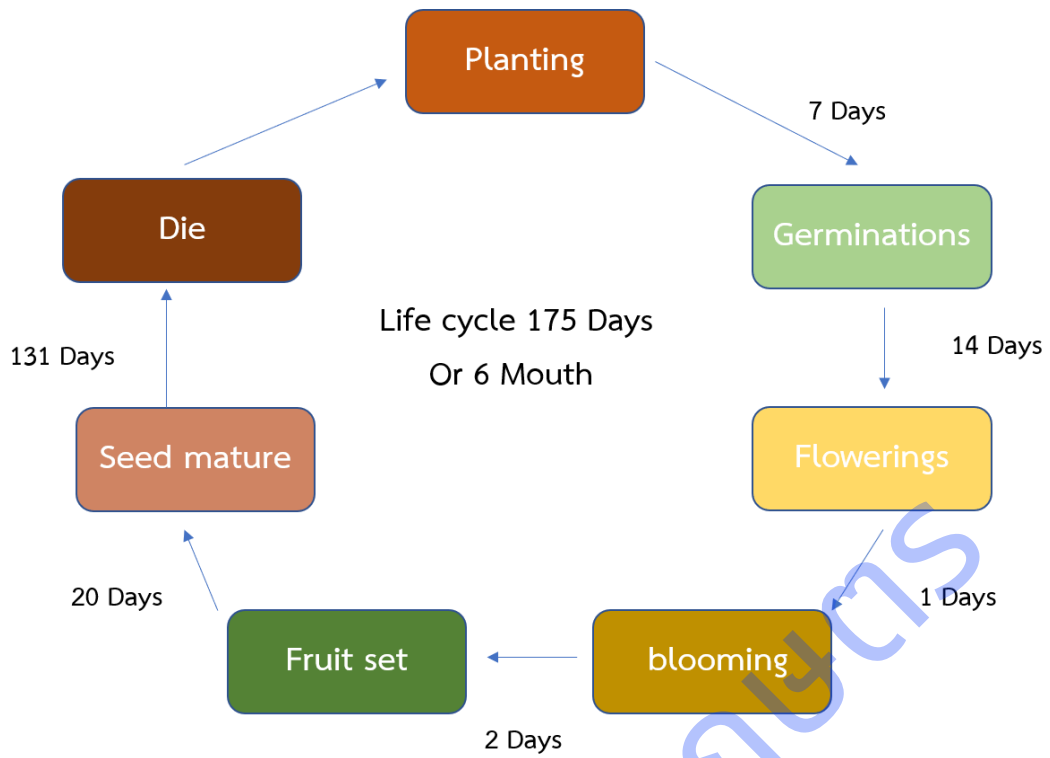 Planting
7 Days
Germinations
14 Days
Flowerings
1 Days
blooming
2 Days
Fruit set
20 Days
Seed mature
131 Days
Die
Life cycle 175 Days
Or 6 Mouth